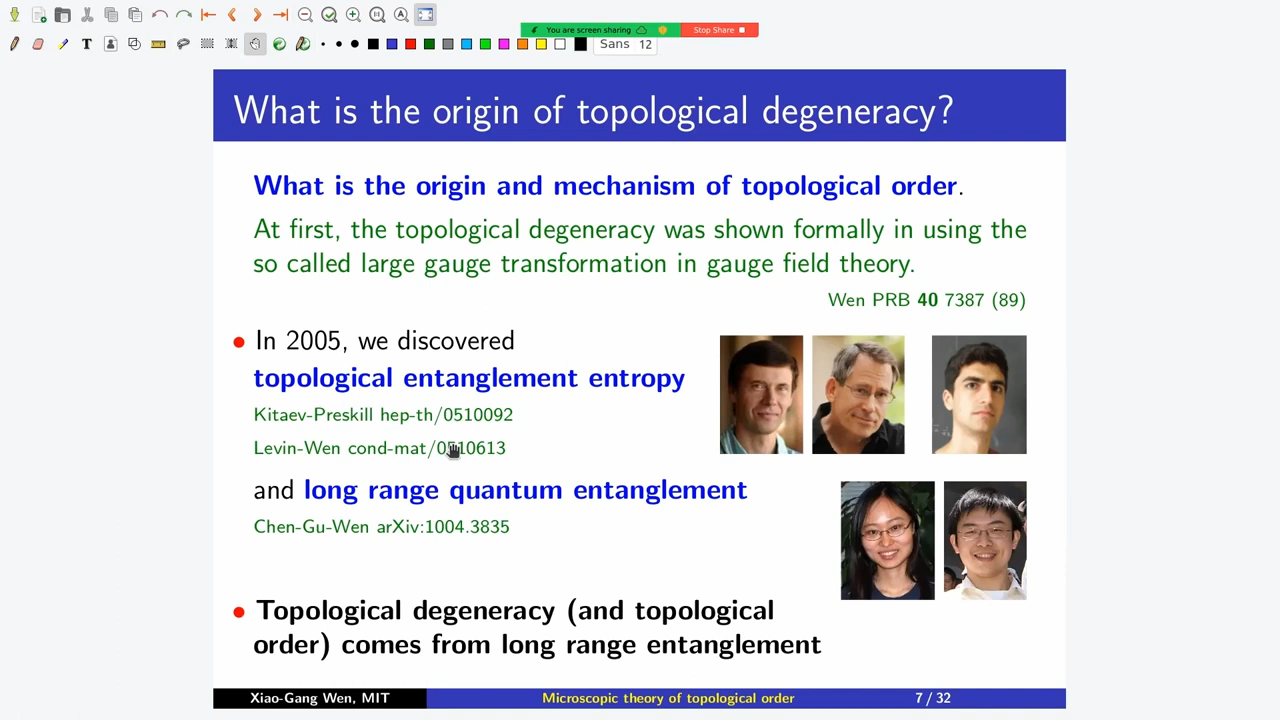 You are screen sharing
Stop Share
T
A
Sans 12
What is the origin of topological degeneracy?
What is the origin and mechanism of topological order.
At first, the topological degeneracy was shown formally in using the
so called large gauge transformation in gauge field theory.
Wen PRB 40 7387 (89)
• In 2005, we discovered
topological entanglement entropy
Kitaev-Preskill hep-th/0510092
Levin-Wen cond-mat/0510613
and long range quantum entanglement
Chen-Gu-Wen arXiv:1004.3835
• Topological degeneracy (and topological
order) comes from long range entanglement
Xiao-Gang Wen, MIT
Microscopic theory of topological order
7 / 32